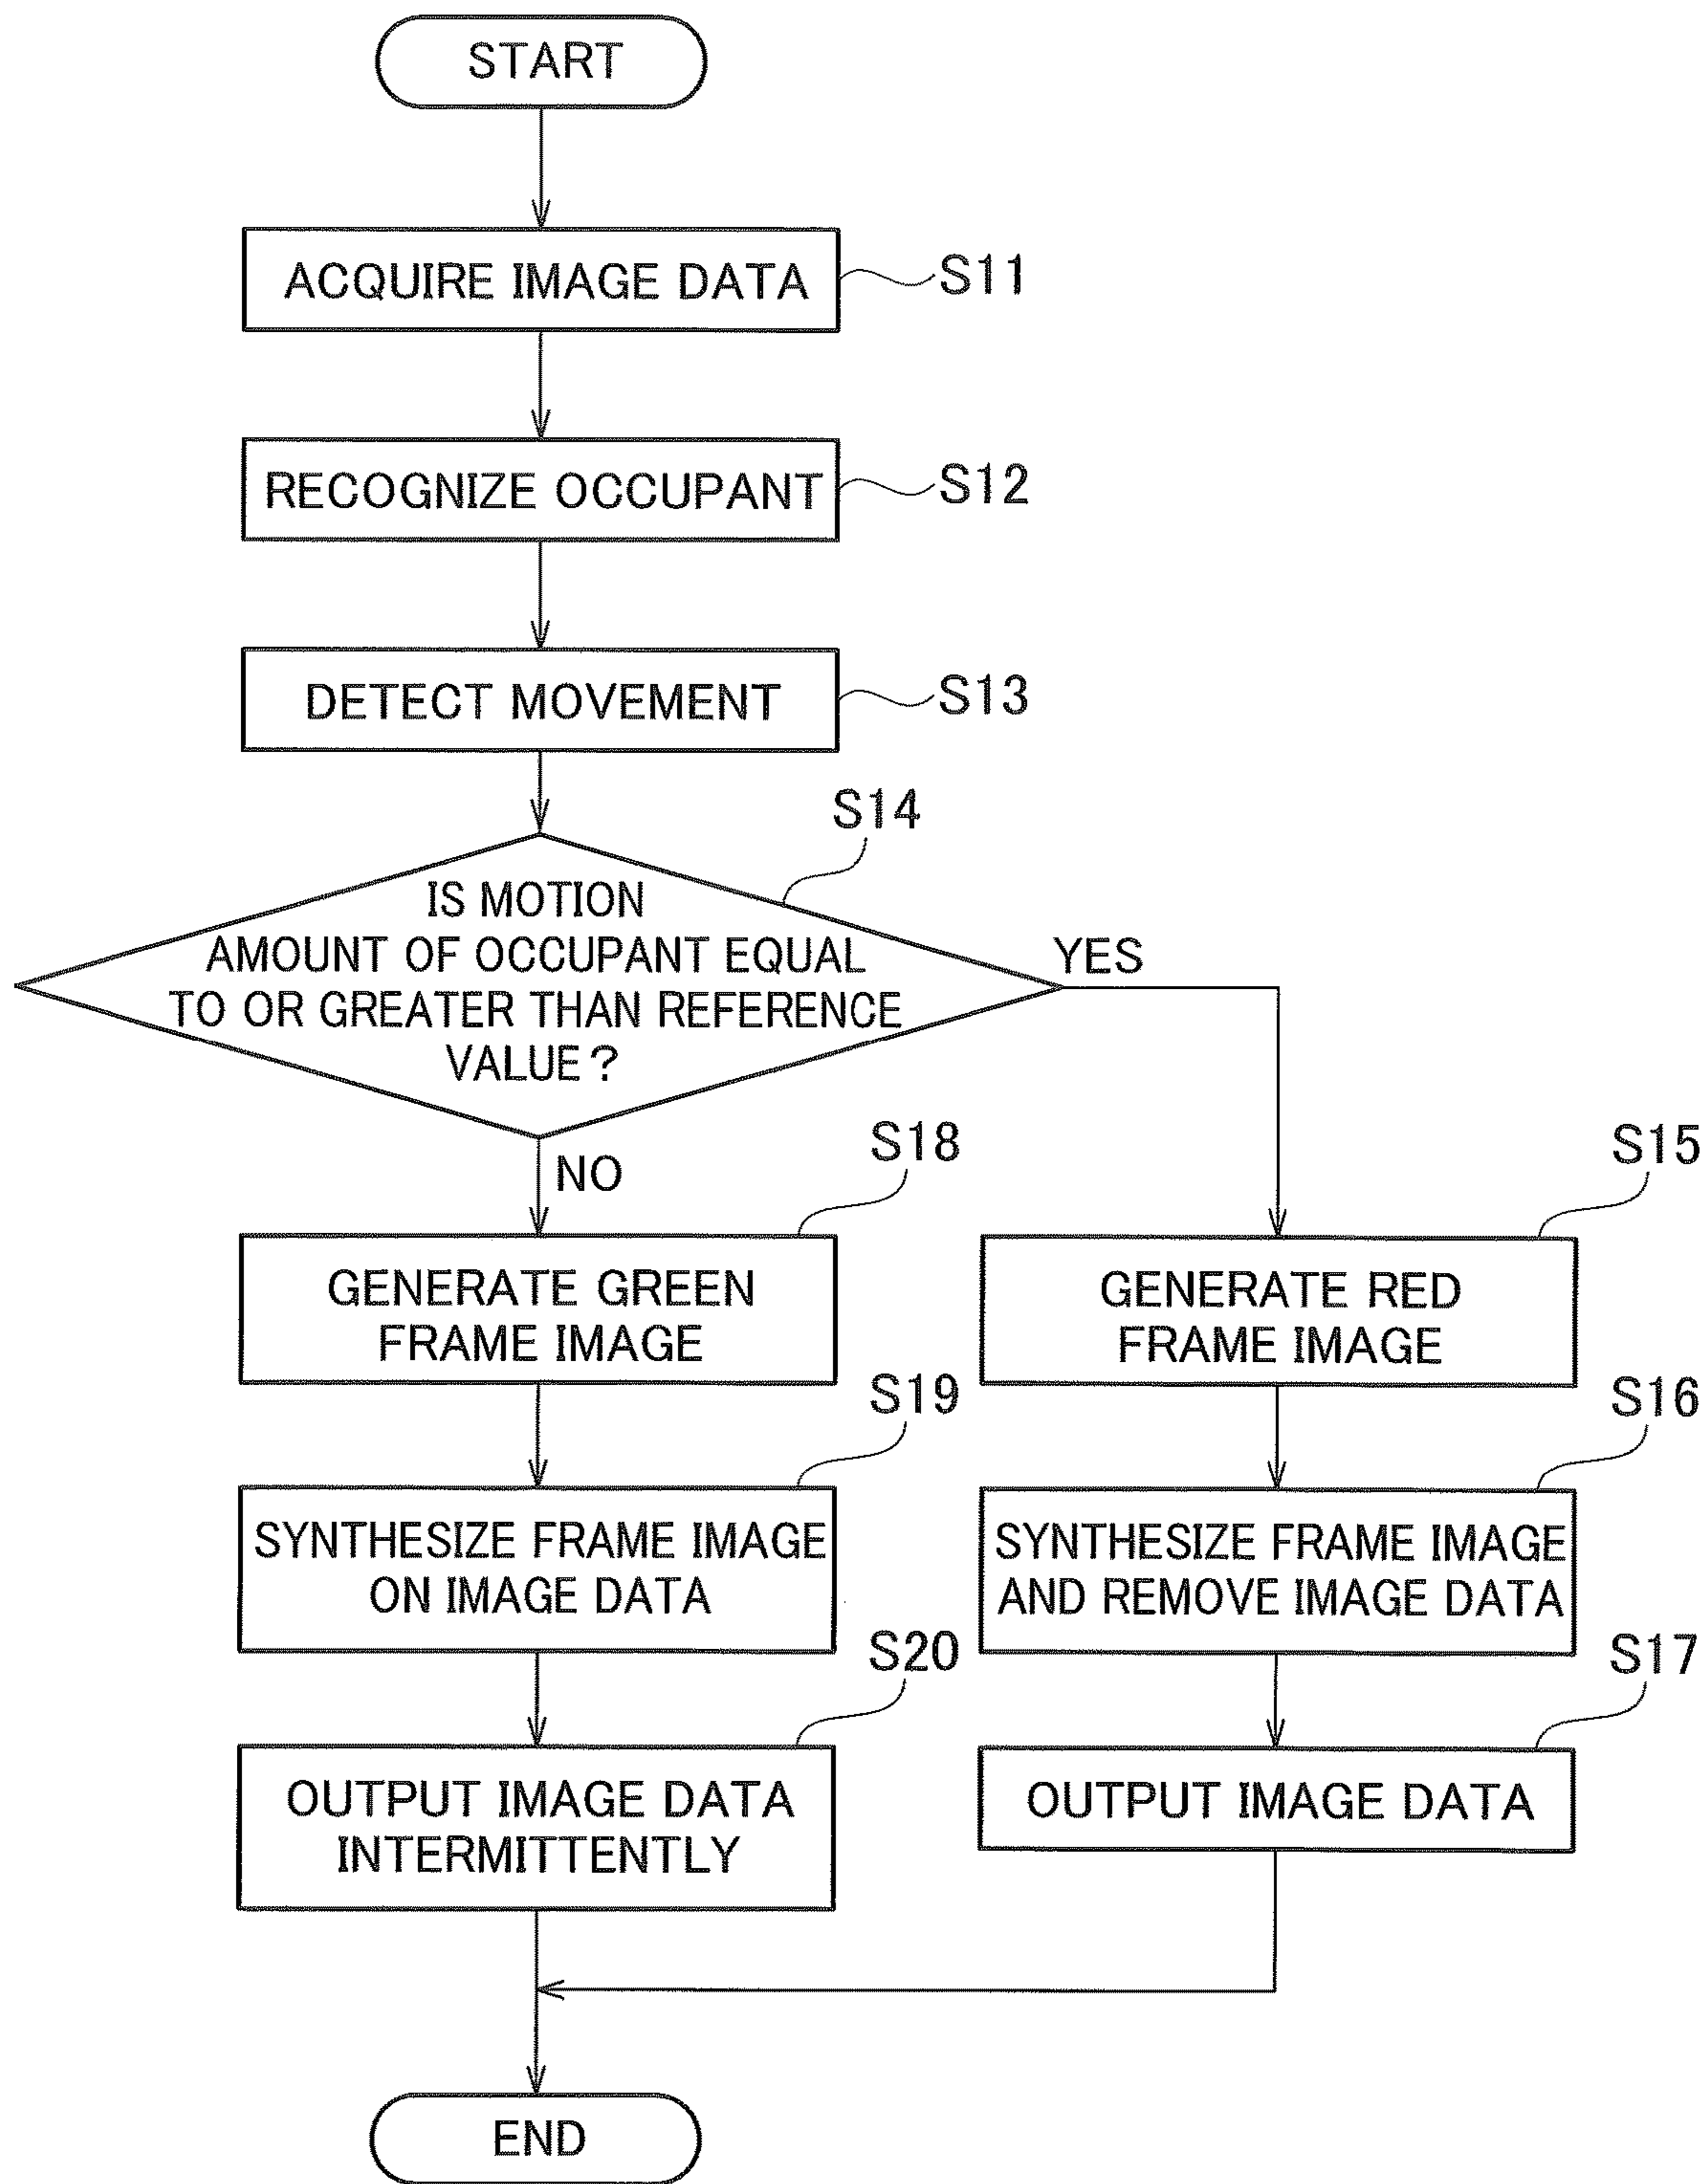 START
ACQUIRE IMAGE DATA
S11
RECOGNIZE OCCUPANT
S12
DETECT MOVEMENT
S13
S14
IS MOTION
AMOUNT OF OCCUPANT EQUAL
TO OR GREATER THAN REFERENCE
VALUE?
YES
NO
S18
GENERATE GREEN
FRAME IMAGE
S19
SYNTHESIZE FRAME IMAGE
ON IMAGE DATA
S20
OUTPUT IMAGE DATA
INTERMITTENTLY
S15
GENERATE RED
FRAME IMAGE
S16
SYNTHESIZE FRAME IMAGE
AND REMOVE IMAGE DATA
S17
OUTPUT IMAGE DATA
END